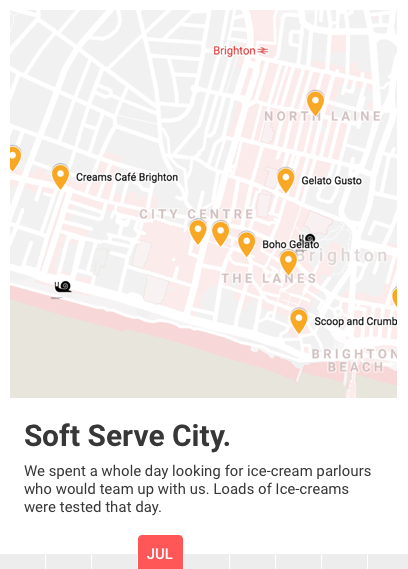 Brighton
NORTH LAINE
Creams Café Brighton
Gelato Gusto
CITY CENTRE
Boho Gelato
Brighton
THE LANES
Scoop and Crumb
BRIGHTON
BEACH
Soft Serve City.
We spent a whole day looking for ice-cream parlours
who would team up with us. Loads of Ice-creams
were tested that day.
JUL